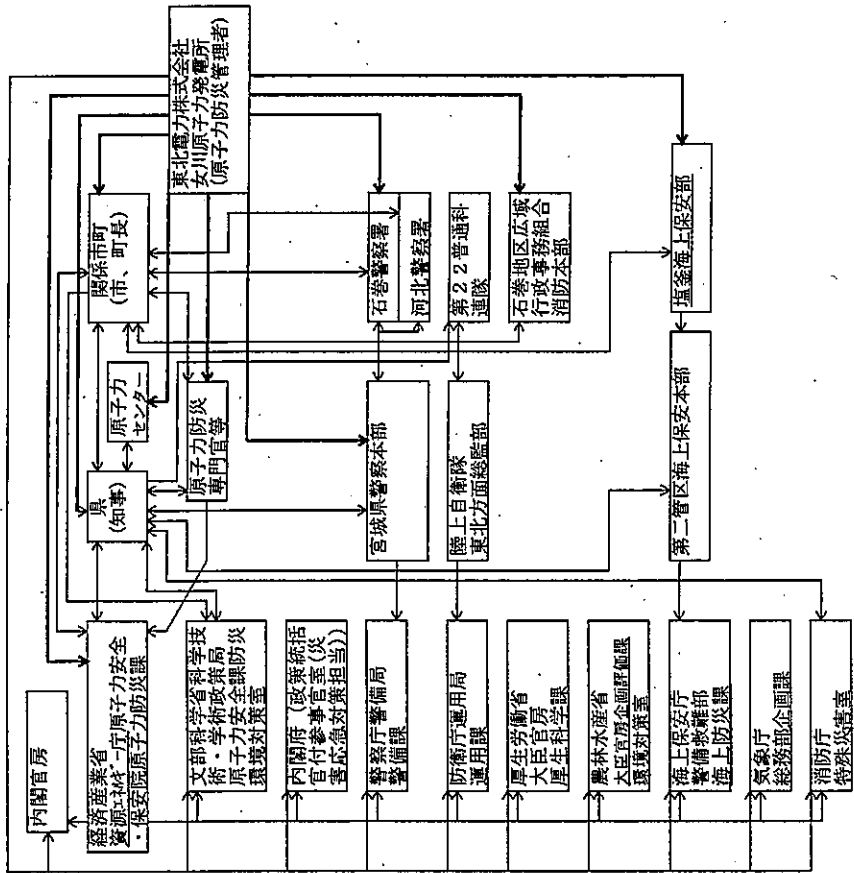 東北電力株式会社
女川原子力発電所
(原子力防災管理者)
関係市町
(市、町長)
石巻警察署
河北警察署
第22普通科
連隊
石巻地区広域
行政事務組合
消防本部
塩釜海上保安部
原子力
センター
県
(知事)
原子力防災
専門官等
宮城県警察本部
陸上自衛隊
東北方面総監部
第二管区海上保安本部
内閣官房
経済産業省
資源エネルギー庁原子力安全
・保安院原子力防災課
文部科学省科学技
術・学術政策局
原子力安全課防災
環境対策室
内閣府(政策統括
官付参事官室(災
害応急対策担当))
警察庁警備局
警備課
防衛庁運用局
運用課
厚生労働省
大臣官房
厚生科学課
農林水産省
大臣官房企画評価課
環境対策室
海上保安庁
警備救難部
海上防災課
気象庁
総務部企画課
消防庁
特殊災害室